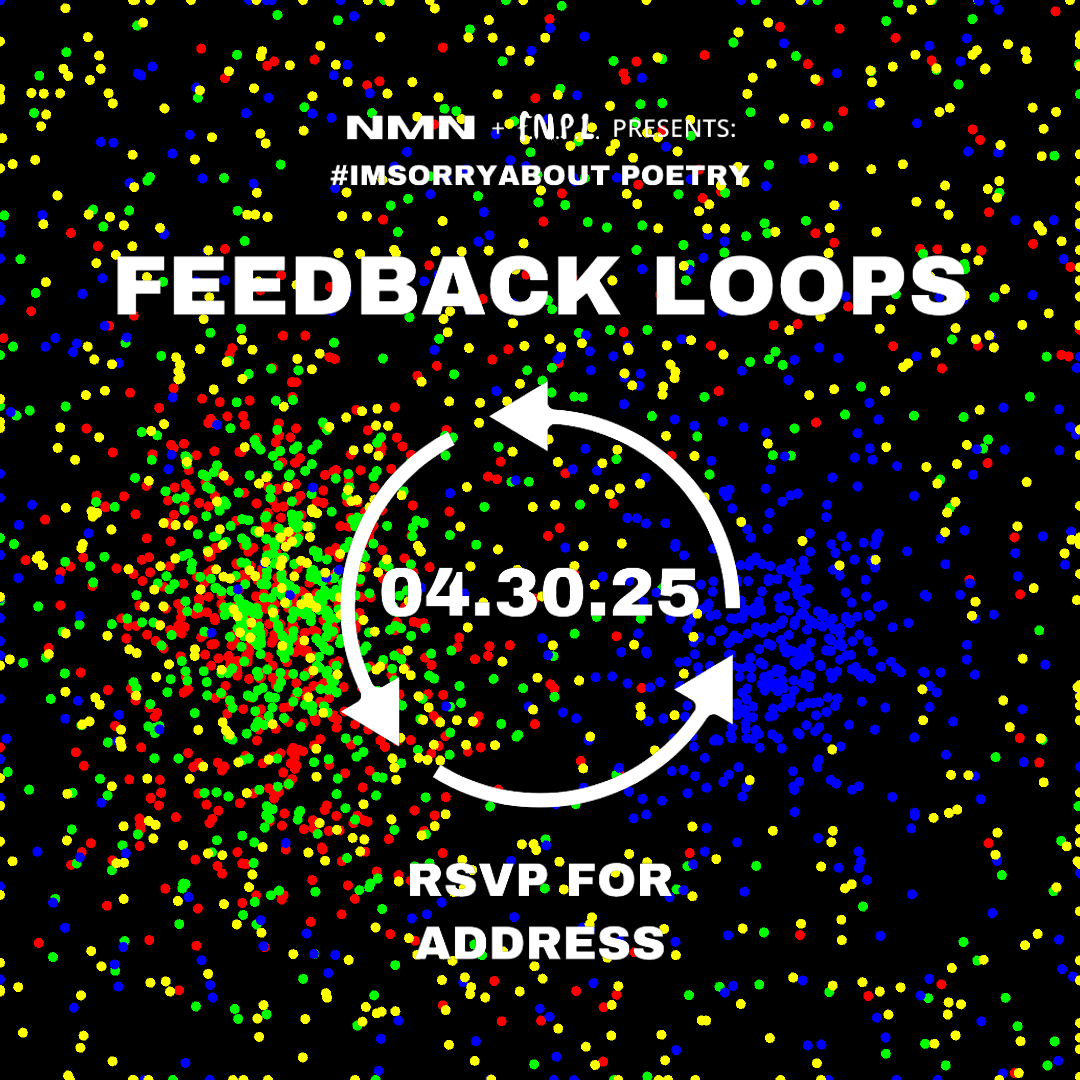 NMN + F.N.P.L. PRESENTS:
#IMSORRYABOUT POETRY
FEEDBACK LOOPS
04.30.25
RSVP FOR
ADDRESS